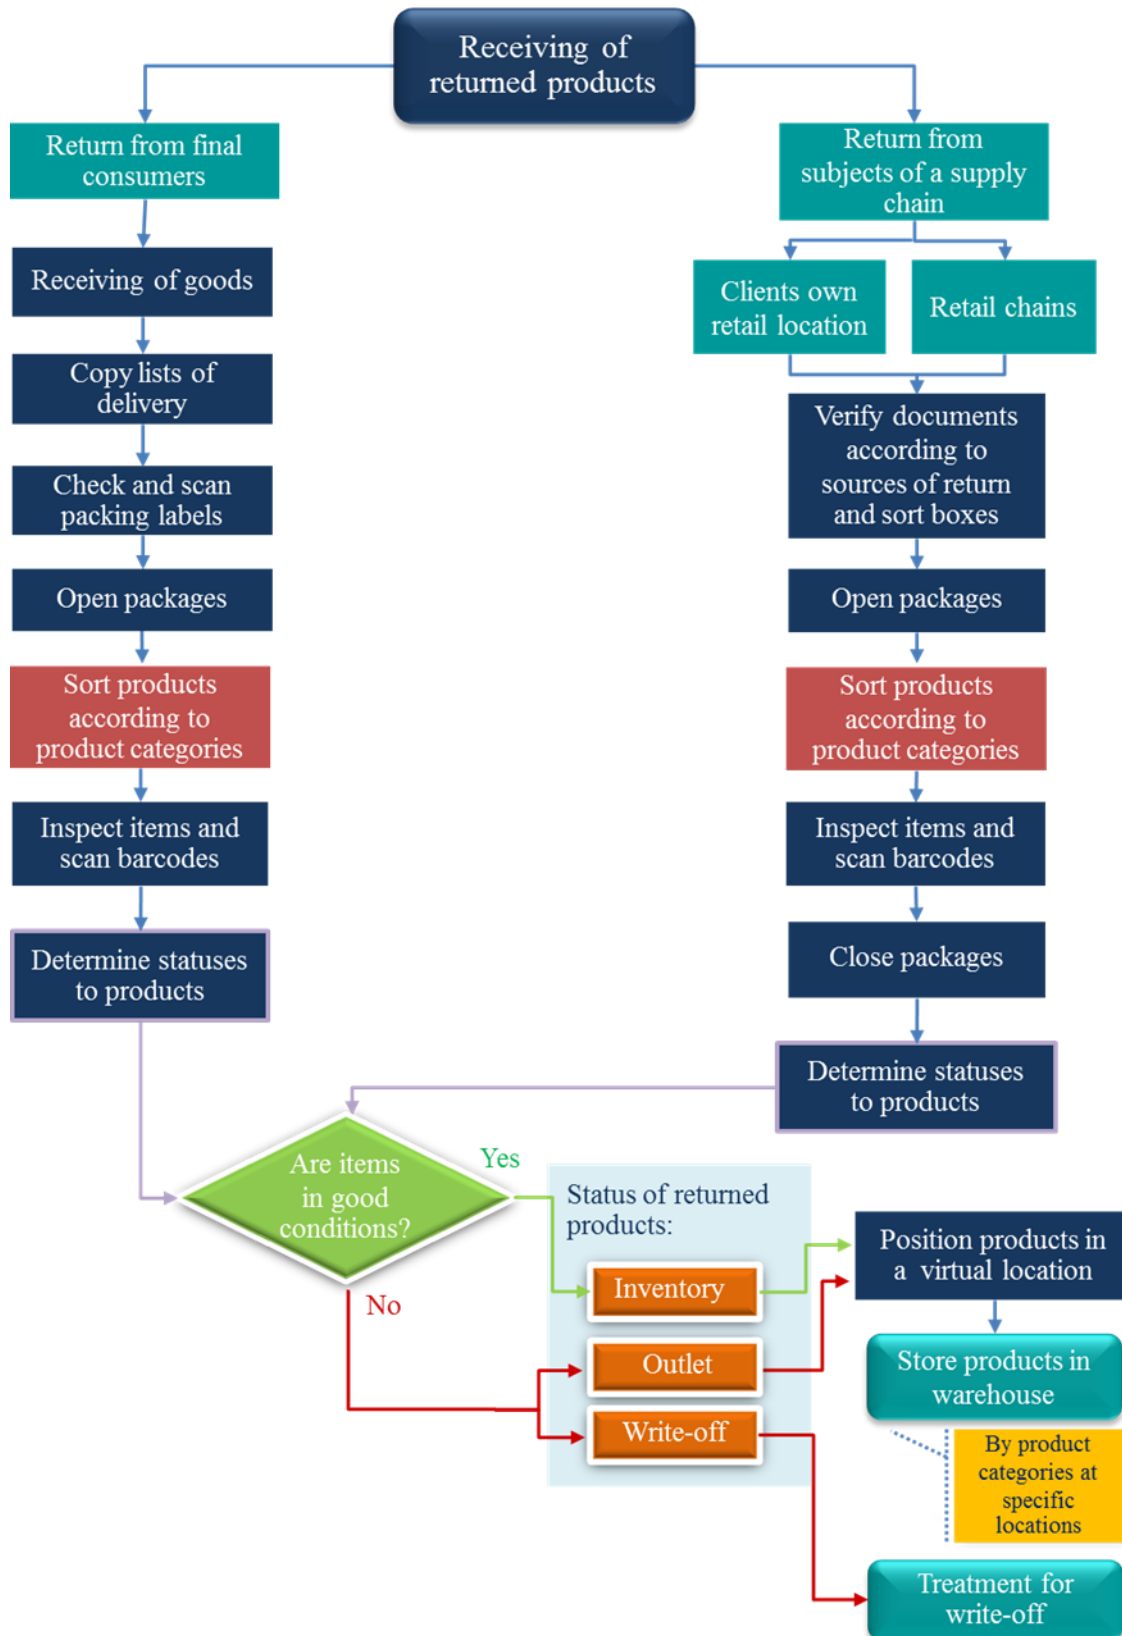 Receiving of
returned products
Return from final
consumers
Receiving of goods
Copy lists of
delivery
Check and scan
packing labels
Open packages
Sort products
according to
product categories
Inspect items and
scan barcodes
Determine statuses
to products
Return from
subjects of a supply
chain
Clients own
retail location
Retail chains
Verify documents
according to
sources of return
and sort boxes
Open packages
Sort products
according to
product categories
Inspect items and
scan barcodes
Close packages
Determine statuses
to products
Are items
in good
conditions?
Yes
No
Status of returned
products:
Inventory
Outlet
Write-off
Position products in
a virtual location
Store products in
warehouse
By product
categories at
specific
locations
Treatment for
write-off